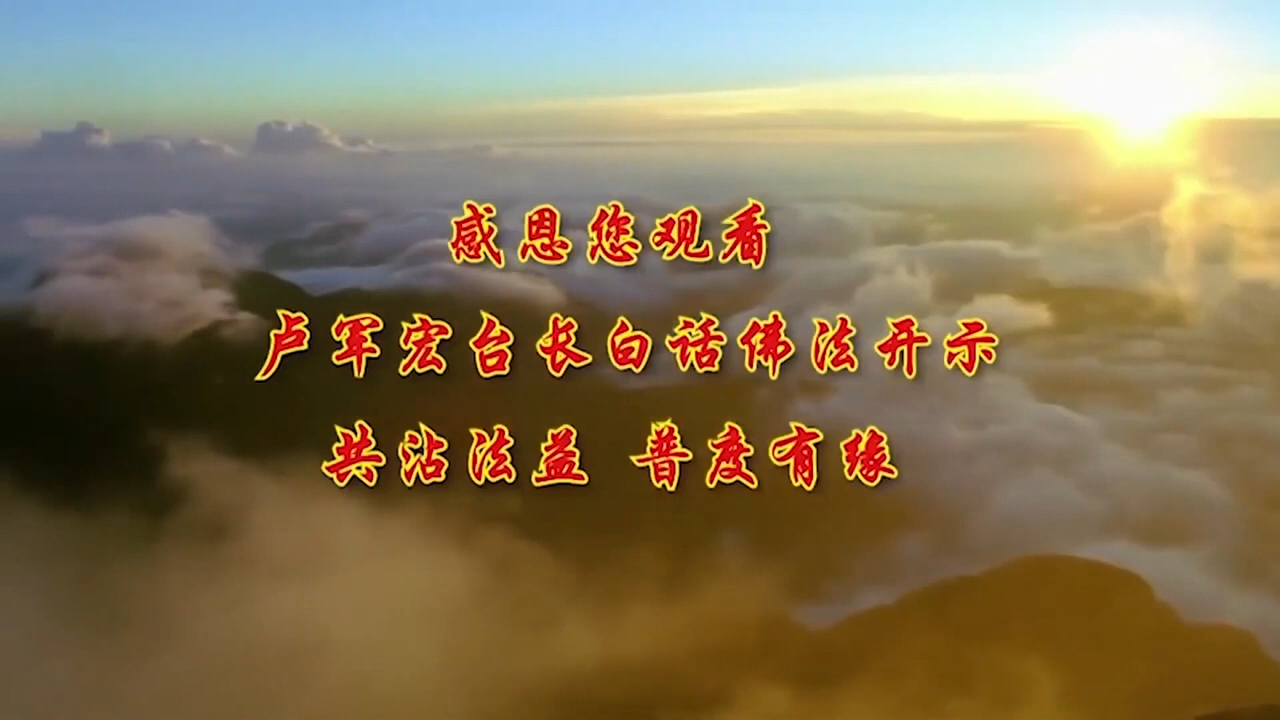 感恩您观看
卢军宏台长白话佛法开示
共沾法益 普度有缘